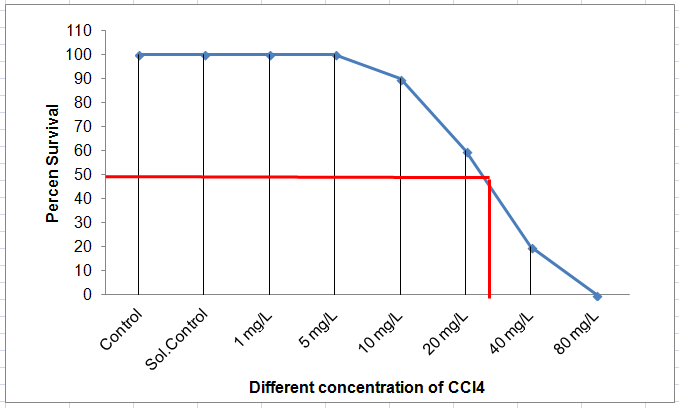 110
100
90
80
70
60
50
40
30
20
10
0
Percen Survival
Control
Sol.Control
1 mg/L
5 mg/L
10 mg/L
20 mg/L
40 mg/L
80 mg/L
Different concentration of CCl4